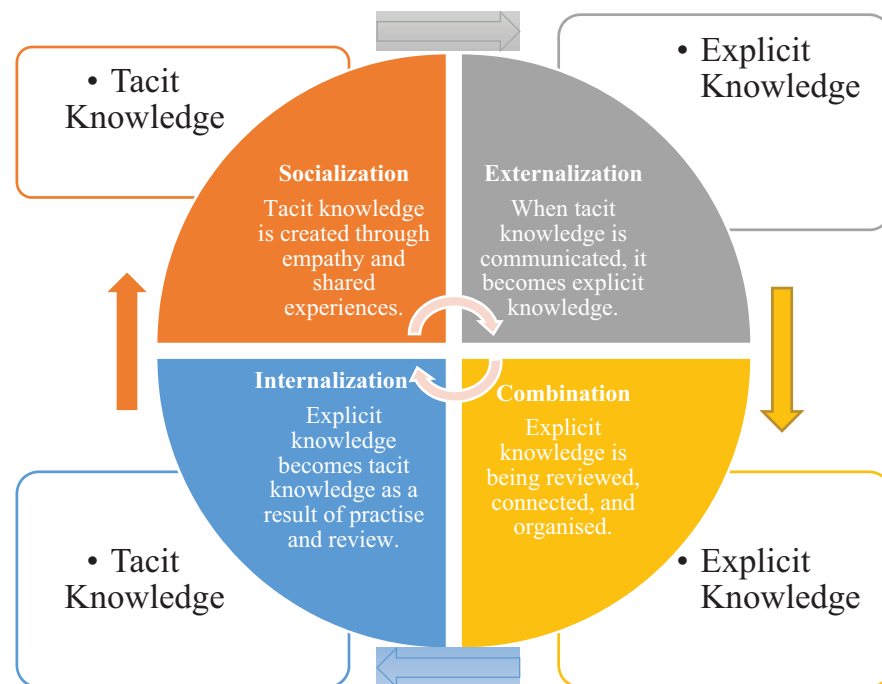 • Tacit
Knowledge
• Explicit
Knowledge
Socialization
Tacit knowledge
is created through
empathy and
shared
experiences.
Externalization
When tacit
knowledge is
communicated, it
becomes explicit
knowledge.
Internalization
Explicit
knowledge
becomes tacit
knowledge as a
result of practise
and review.
Combination
Explicit
knowledge is
being reviewed,
connected, and
organised.
• Tacit
Knowledge
• Explicit
Knowledge